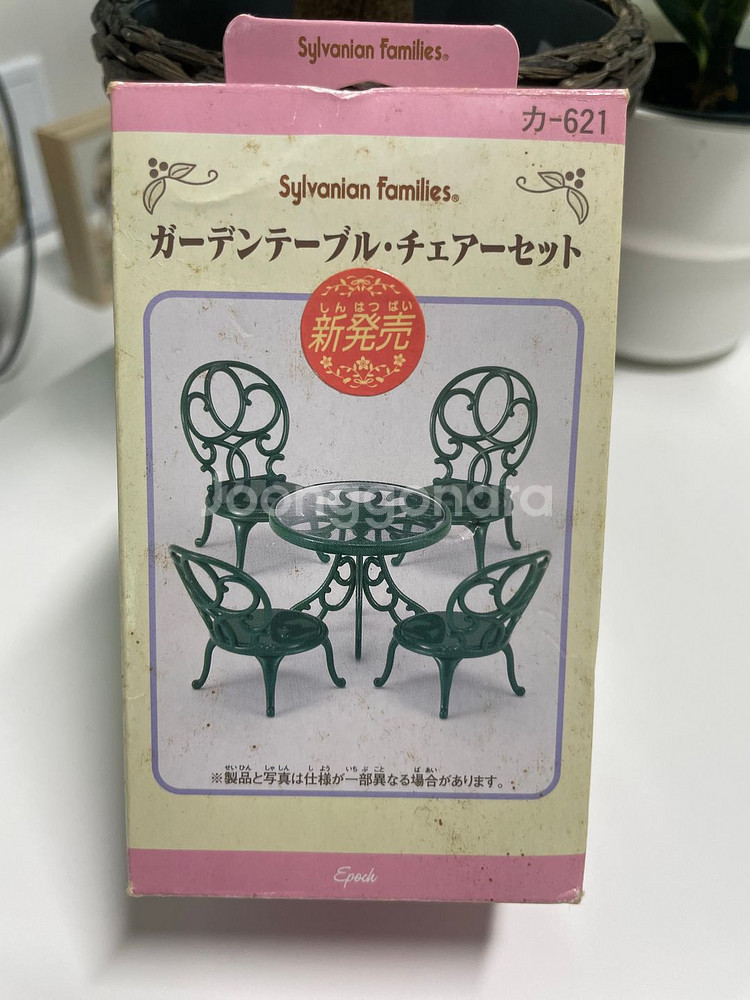 Sylvanian Families®
カ-621
Sylvanian Families®
ガーデンテーブル・チェアーセット
しんはつばい
新発売
Joonggonara
せいひん しゃしん しよう いちぶこと ばあい
※製品と写真は仕様が一部異なる場合があります。
Epoch